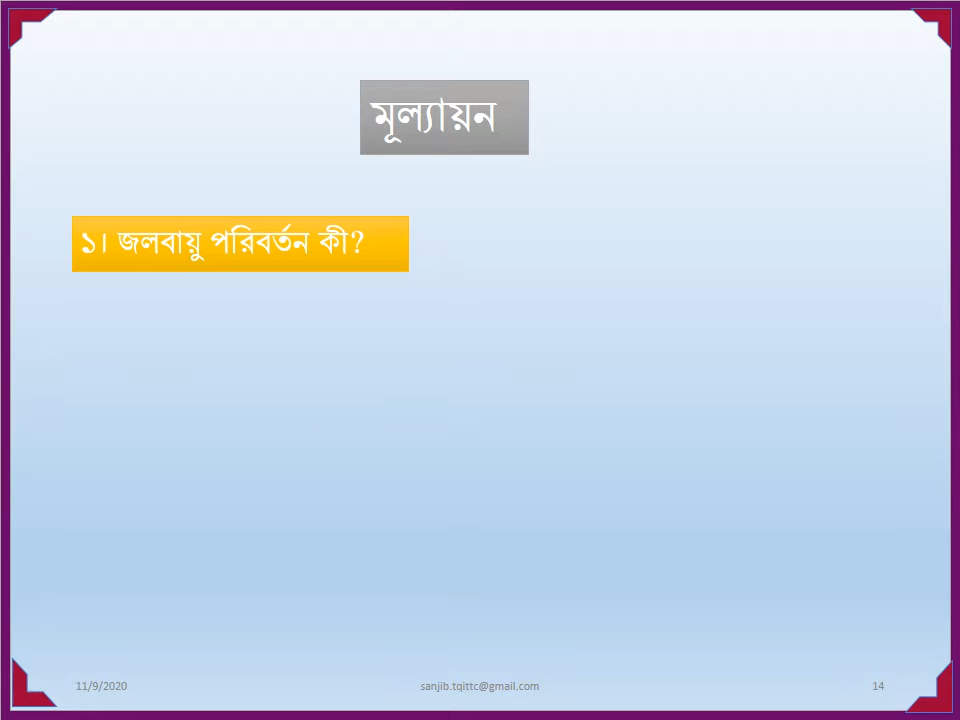 মূল্যায়ন
১। জলবায়ু পরিবর্তন কী?
11/9/2020 sanjib.tqittc@gmail.com 14